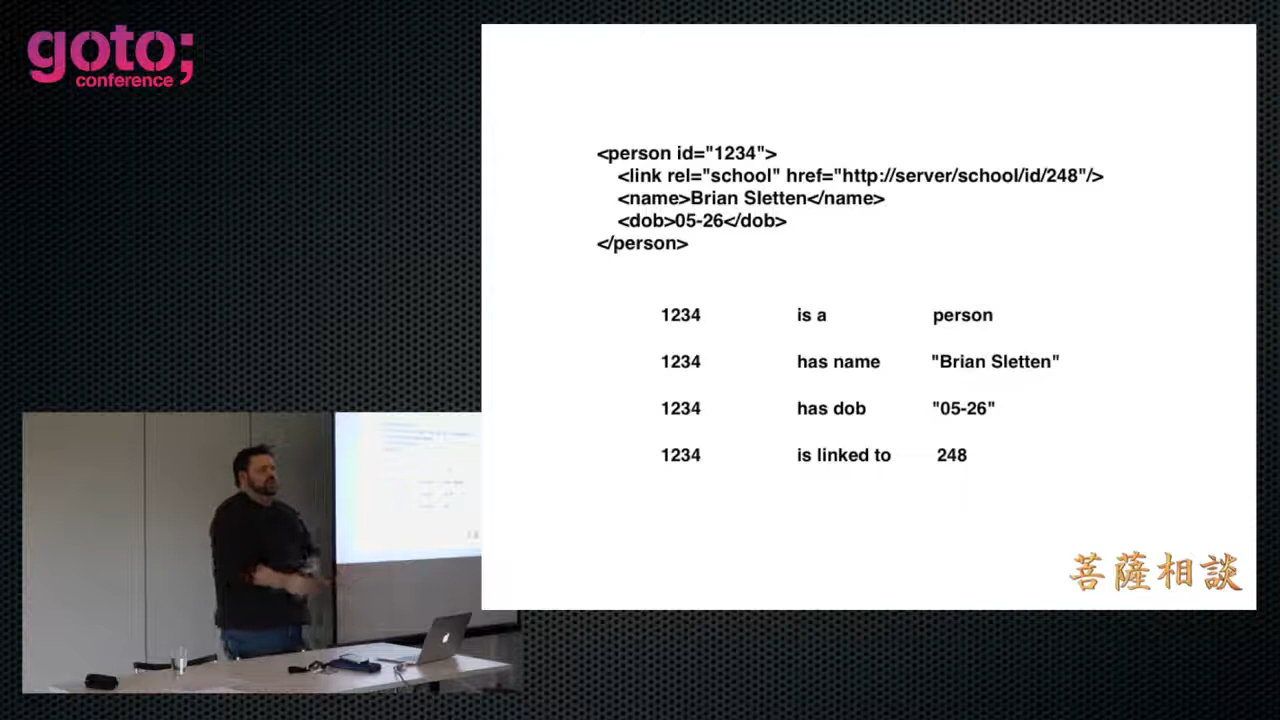 goto;
conference
<person id="1234">
<link rel="school" href="http://server/school/id/248"/>
<name>Brian Sletten</name>
<dob>05-26</dob>
</person>
1234 is a person
1234 has name "Brian Sletten"
1234 has dob "05-26"
1234 is linked to 248
菩薩相談